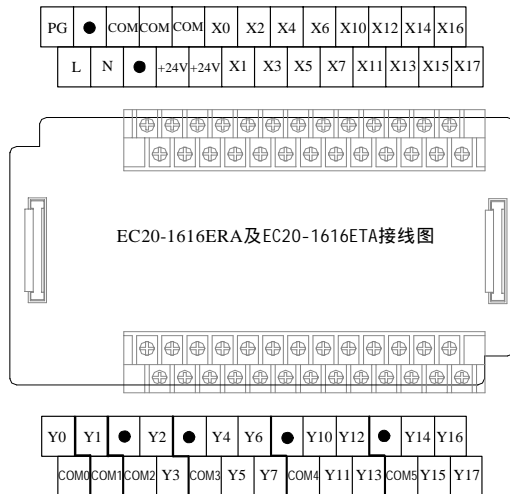 PG ● COM COM COM X0 X2 X4 X6 X10 X12 X14 X16
L N ● +24V +24V X1 X3 X5 X7 X11 X13 X15 X17
EC20-1616ERA及EC20-1616ETA接线图
Y0 Y1 ● Y2 ● Y4 Y6 ● Y10 Y12 ● Y14 Y16
COM0 COM1 COM2 Y3 COM3 Y5 Y7 COM4 Y11 Y13 COM5 Y15 Y17